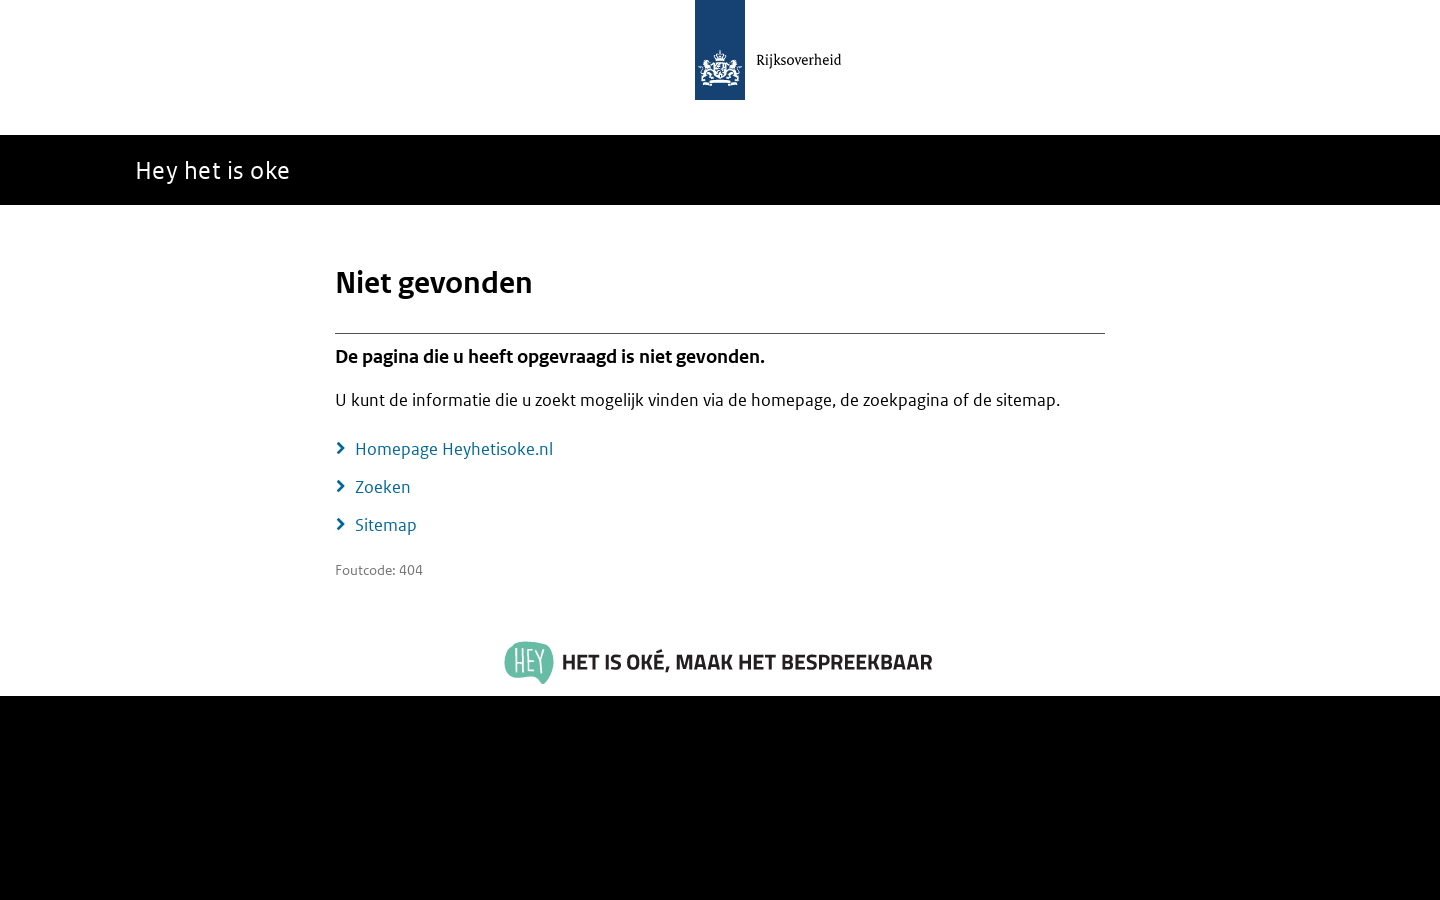 Rijksoverheid
Hey het is oke
Niet gevonden
De pagina die u heeft opgevraagd is niet gevonden.
U kunt de informatie die u zoekt mogelijk vinden via de homepage, de zoekpagina of de sitemap.
Homepage Heyhetisoke.nl
Zoeken
Sitemap
Foutcode: 404
HEY HET IS OKÉ, MAAK HET BESPREEKBAAR